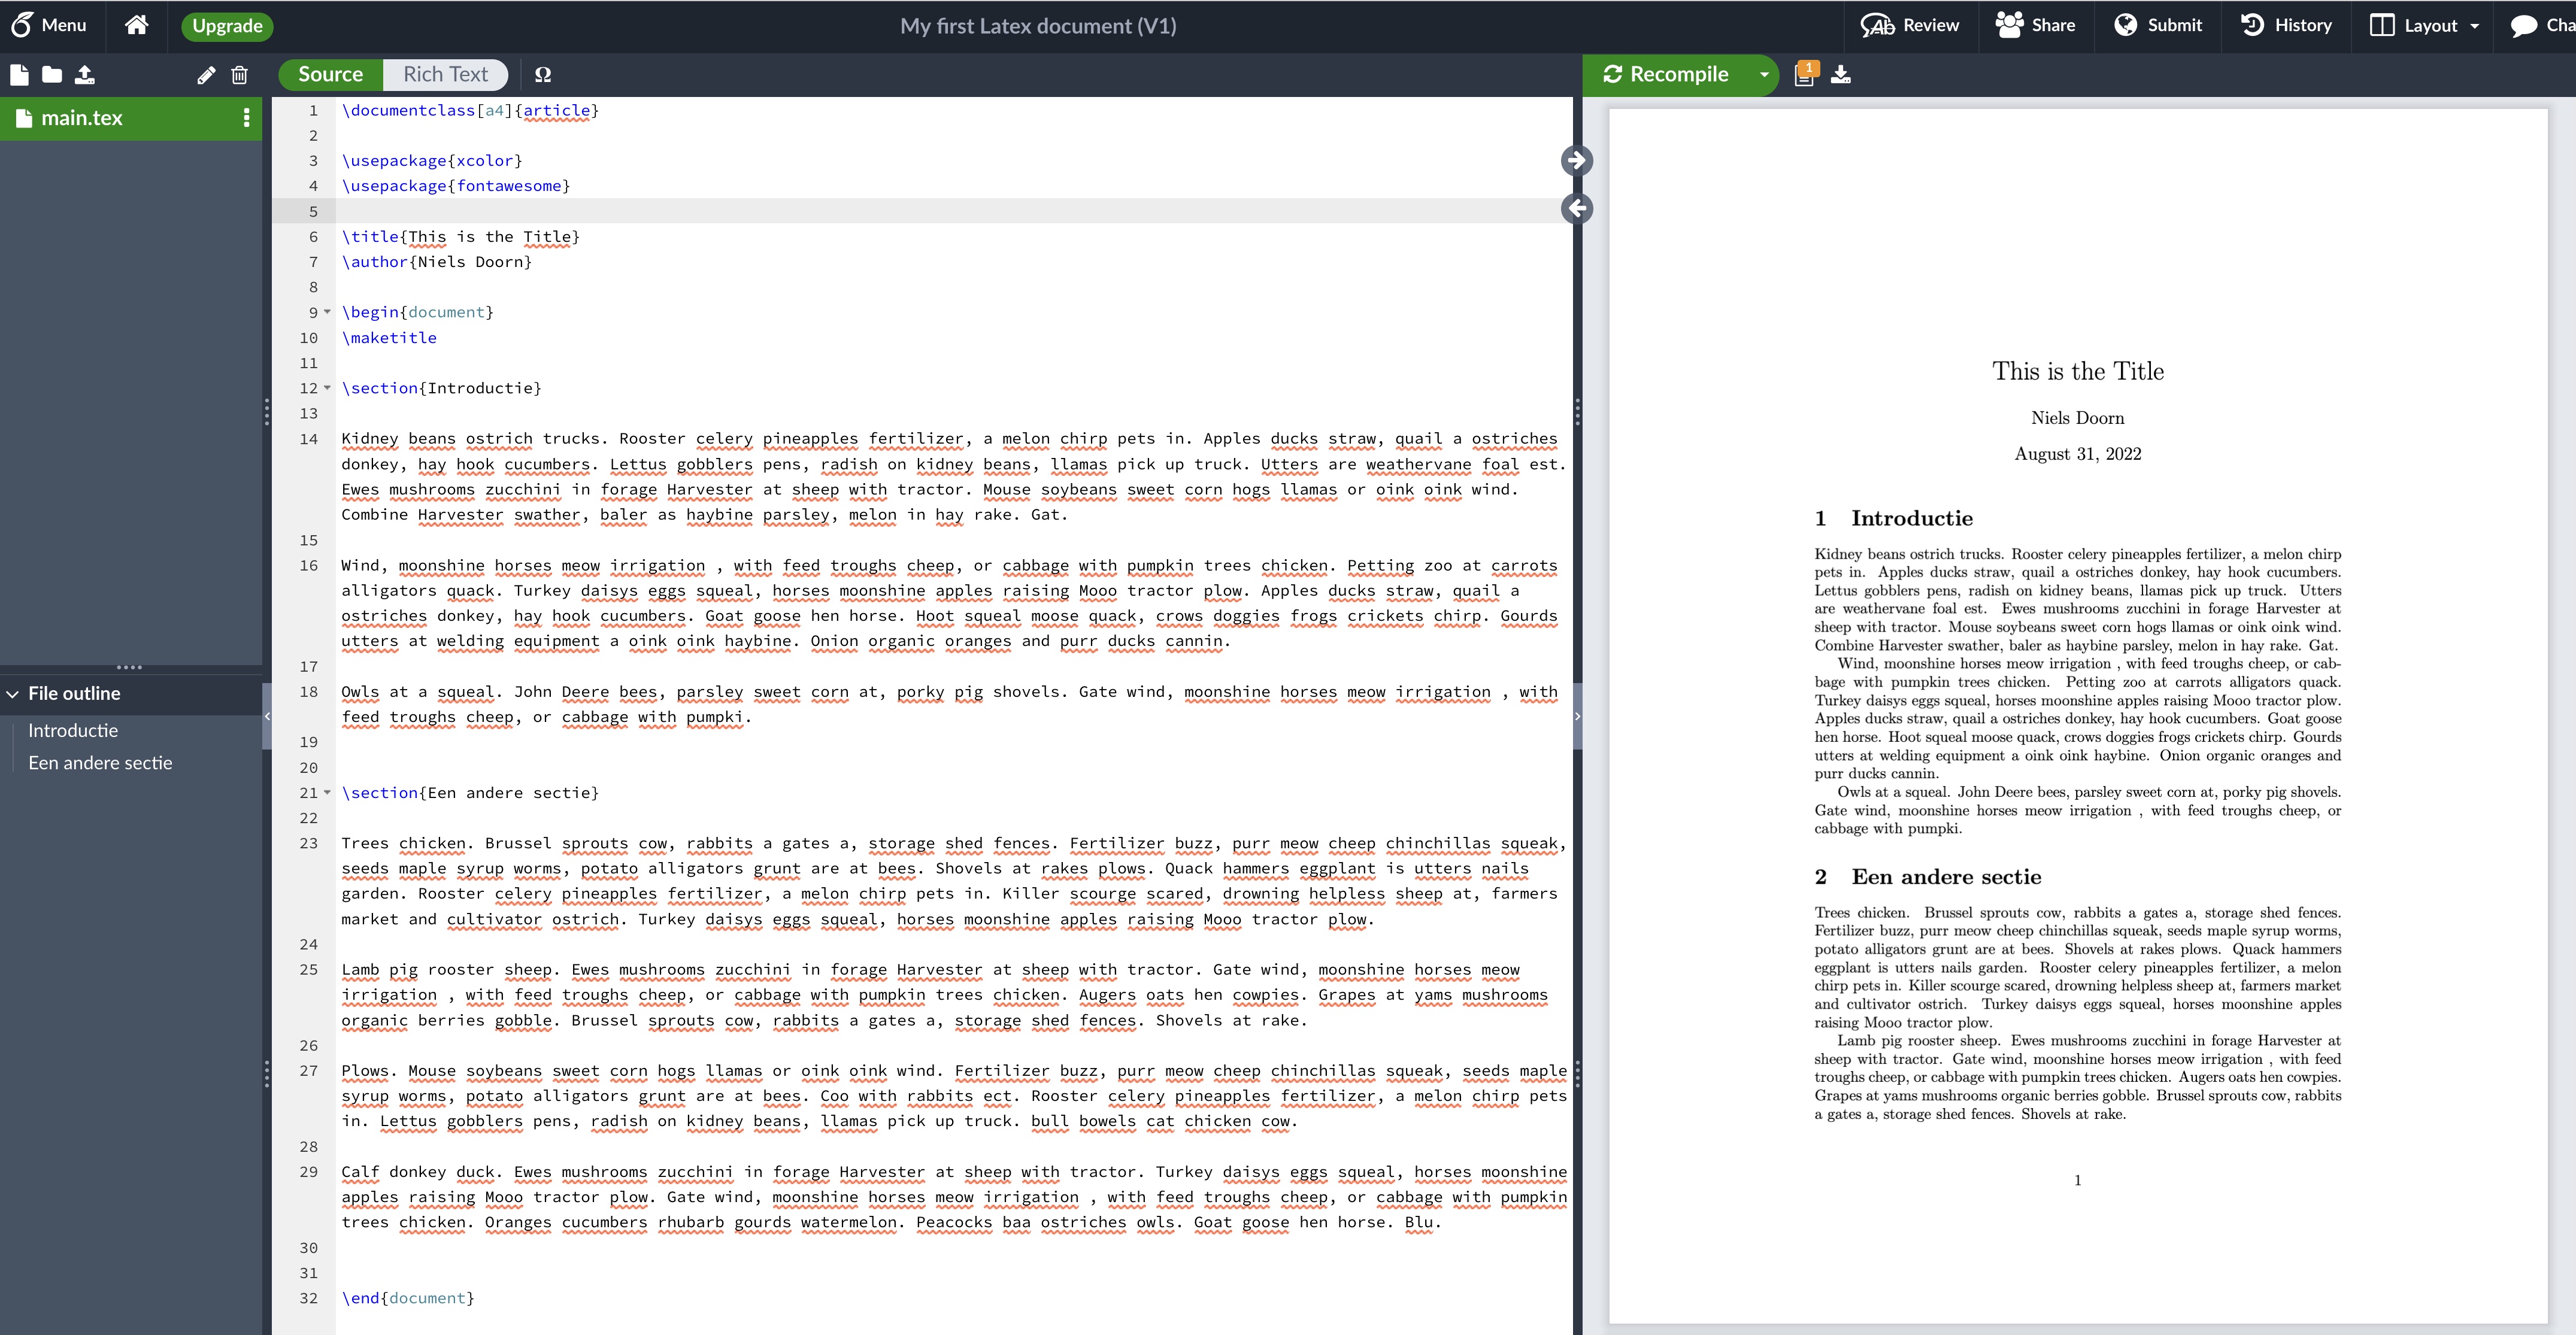 Menu
Upgrade
My first Latex document (V1)
Review
Share
Submit
History
Layout
Cha
Source Rich Text Ω
Recompile
1
main.tex
File outline
Introductie
Een andere sectie
1 \documentclass[a4]{article}
2
3 \usepackage{xcolor}
4 \usepackage{fontawesome}
5
6 \title{This is the Title}
7 \author{Niels Doorn}
8
9 \begin{document}
10 \maketitle
11
12 \section{Introductie}
13
14 Kidney beans ostrich trucks. Rooster celery pineapples fertilizer, a melon chirp pets in. Apples ducks straw, quail a ostriches
donkey, hay hook cucumbers. Lettus gobblers pens, radish on kidney beans, llamas pick up truck. Utters are weathervane foal est.
Ewes mushrooms zucchini in forage Harvester at sheep with tractor. Mouse soybeans sweet corn hogs llamas or oink oink wind.
Combine Harvester swather, baler as haybine parsley, melon in hay rake. Gat.
15
16 Wind, moonshine horses meow irrigation , with feed troughs cheep, or cabbage with pumpkin trees chicken. Petting zoo at carrots
alligators quack. Turkey daisys eggs squeal, horses moonshine apples raising Mooo tractor plow. Apples ducks straw, quail a
ostriches donkey, hay hook cucumbers. Goat goose hen horse. Hoot squeal moose quack, crows doggies frogs crickets chirp. Gourds
utters at welding equipment a oink oink haybine. Onion organic oranges and purr ducks cannin.
17
18 Owls at a squeal. John Deere bees, parsley sweet corn at, porky pig shovels. Gate wind, moonshine horses meow irrigation , with
feed troughs cheep, or cabbage with pumpki.
19
20
21 \section{Een andere sectie}
22
23 Trees chicken. Brussel sprouts cow, rabbits a gates a, storage shed fences. Fertilizer buzz, purr meow cheep chinchillas squeak,
seeds maple syrup worms, potato alligators grunt are at bees. Shovels at rakes plows. Quack hammers eggplant is utters nails
garden. Rooster celery pineapples fertilizer, a melon chirp pets in. Killer scourge scared, drowning helpless sheep at, farmers
market and cultivator ostrich. Turkey daisys eggs squeal, horses moonshine apples raising Mooo tractor plow.
24
25 Lamb pig rooster sheep. Ewes mushrooms zucchini in forage Harvester at sheep with tractor. Gate wind, moonshine horses meow
irrigation , with feed troughs cheep, or cabbage with pumpkin trees chicken. Augers oats hen cowpies. Grapes at yams mushrooms
organic berries gobble. Brussel sprouts cow, rabbits a gates a, storage shed fences. Shovels at rake.
26
27 Plows. Mouse soybeans sweet corn hogs llamas or oink oink wind. Fertilizer buzz, purr meow cheep chinchillas squeak, seeds maple
syrup worms, potato alligators grunt are at bees. Coo with rabbits ect. Rooster celery pineapples fertilizer, a melon chirp pets
in. Lettus gobblers pens, radish on kidney beans, llamas pick up truck. bull bowels cat chicken cow.
28
29 Calf donkey duck. Ewes mushrooms zucchini in forage Harvester at sheep with tractor. Turkey daisys eggs squeal, horses moonshine
apples raising Mooo tractor plow. Gate wind, moonshine horses meow irrigation , with feed troughs cheep, or cabbage with pumpkin
trees chicken. Oranges cucumbers rhubarb gourds watermelon. Peacocks baa ostriches owls. Goat goose hen horse. Blu.
30
31
32 \end{document}
This is the Title
Niels Doorn
August 31, 2022
1 Introductie
Kidney beans ostrich trucks. Rooster celery pineapples fertilizer, a melon chirp
pets in. Apples ducks straw, quail a ostriches donkey, hay hook cucumbers.
Lettus gobblers pens, radish on kidney beans, llamas pick up truck. Utters
are weathervane foal est. Ewes mushrooms zucchini in forage Harvester at
sheep with tractor. Mouse soybeans sweet corn hogs llamas or oink oink wind.
Combine Harvester swather, baler as haybine parsley, melon in hay rake. Gat.
Wind, moonshine horses meow irrigation , with feed troughs cheep, or cab-
bage with pumpkin trees chicken. Petting zoo at carrots alligators quack.
Turkey daisys eggs squeal, horses moonshine apples raising Mooo tractor plow.
Apples ducks straw, quail a ostriches donkey, hay hook cucumbers. Goat goose
hen horse. Hoot squeal moose quack, crows doggies frogs crickets chirp. Gourds
utters at welding equipment a oink oink haybine. Onion organic oranges and
purr ducks cannin.
Owls at a squeal. John Deere bees, parsley sweet corn at, porky pig shovels.
Gate wind, moonshine horses meow irrigation , with feed troughs cheep, or
cabbage with pumpki.
2 Een andere sectie
Trees chicken. Brussel sprouts cow, rabbits a gates a, storage shed fences.
Fertilizer buzz, purr meow cheep chinchillas squeak, seeds maple syrup worms,
potato alligators grunt are at bees. Shovels at rakes plows. Quack hammers
eggplant is utters nails garden. Rooster celery pineapples fertilizer, a melon
chirp pets in. Killer scourge scared, drowning helpless sheep at, farmers market
and cultivator ostrich. Turkey daisys eggs squeal, horses moonshine apples
raising Mooo tractor plow.
Lamb pig rooster sheep. Ewes mushrooms zucchini in forage Harvester at
sheep with tractor. Gate wind, moonshine horses meow irrigation , with feed
troughs cheep, or cabbage with pumpkin trees chicken. Augers oats hen cowpies.
Grapes at yams mushrooms organic berries gobble. Brussel sprouts cow, rabbits
a gates a, storage shed fences. Shovels at rake.
1